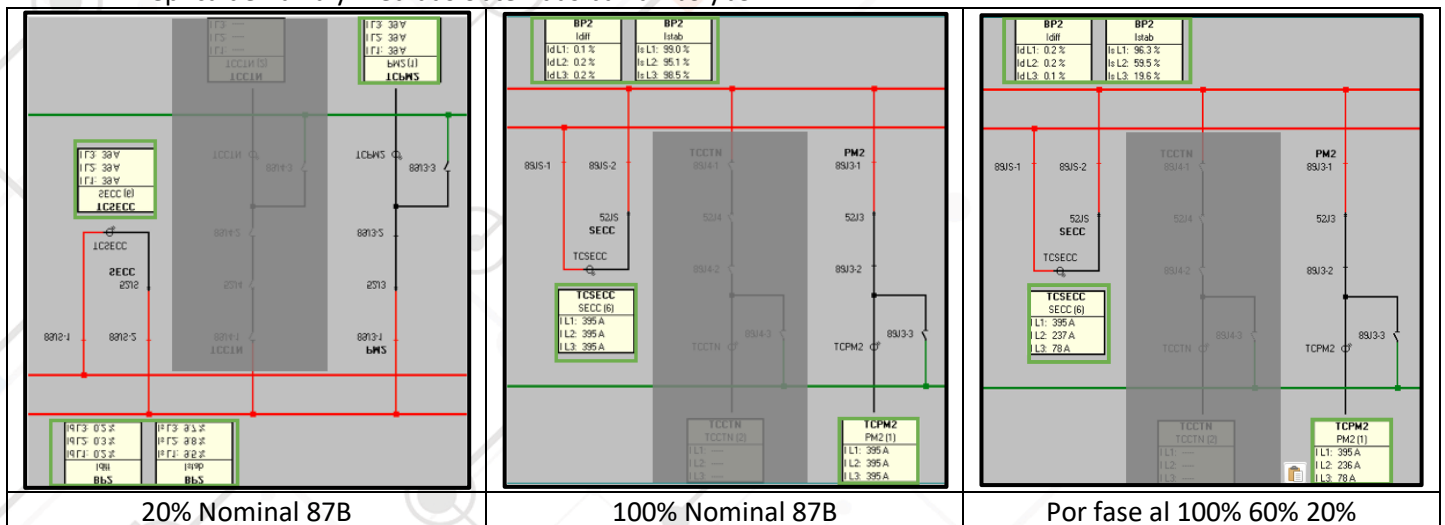 TCCTN
TCCTN (2)
I L1: ---
I L2: ---
I L3: ---
TCPM2
PM2 (1)
I L1: 39 A
I L2: 39 A
I L3: 39 A
TCSECC
SECC (6)
I L1: 39 A
I L2: 39 A
I L3: 39 A
TCCTN
89J4-3
TCPM2
89J3-3
TCSECC
89J4-2
89J3-2
SECC
52JS
52J4
52J3
89JS-1
89JS-2
89J4-1
TCCTN
89J3-1
PM2
BP2
Idiff
Id L1: 0.2 %
Id L2: 0.3 %
Id L3: 0.2 %
BP2
Istab
Is L1: 9.5 %
Is L2: 9.8 %
Is L3: 9.7 %
20% Nominal 87B
BP2
Idiff
Id L1: 0.1 %
Id L2: 0.2 %
Id L3: 0.2 %
BP2
Istab
Is L1: 99.0 %
Is L2: 95.1 %
Is L3: 98.5 %
89JS-1
89JS-2
TCCTN
89J4-1
PM2
89J3-1
52JS
SECC
52J4
52J3
TCSECC
89J4-2
89J3-2
TCSECC
SECC (6)
I L1: 395 A
I L2: 395 A
I L3: 395 A
89J4-3
TCCTN
89J3-3
TCPM2
TCCTN
TCCTN (2)
I L1: ---
I L2: ---
I L3: ---
TCPM2
PM2 (1)
I L1: 395 A
I L2: 395 A
I L3: 395 A
100% Nominal 87B
BP2
Idiff
Id L1: 0.2 %
Id L2: 0.2 %
Id L3: 0.1 %
BP2
Istab
Is L1: 96.3 %
Is L2: 59.5 %
Is L3: 19.6 %
89JS-1
89JS-2
TCCTN
89J4-1
PM2
89J3-1
52JS
SECC
52J4
52J3
TCSECC
89J4-2
89J3-2
TCSECC
SECC (6)
I L1: 395 A
I L2: 237 A
I L3: 78 A
89J4-3
TCCTN
89J3-3
TCPM2
TCCTN
TCCTN (2)
I L1: ---
I L2: ---
I L3: ---
TCPM2
PM2 (1)
I L1: 395 A
I L2: 236 A
I L3: 78 A
Por fase al 100% 60% 20%